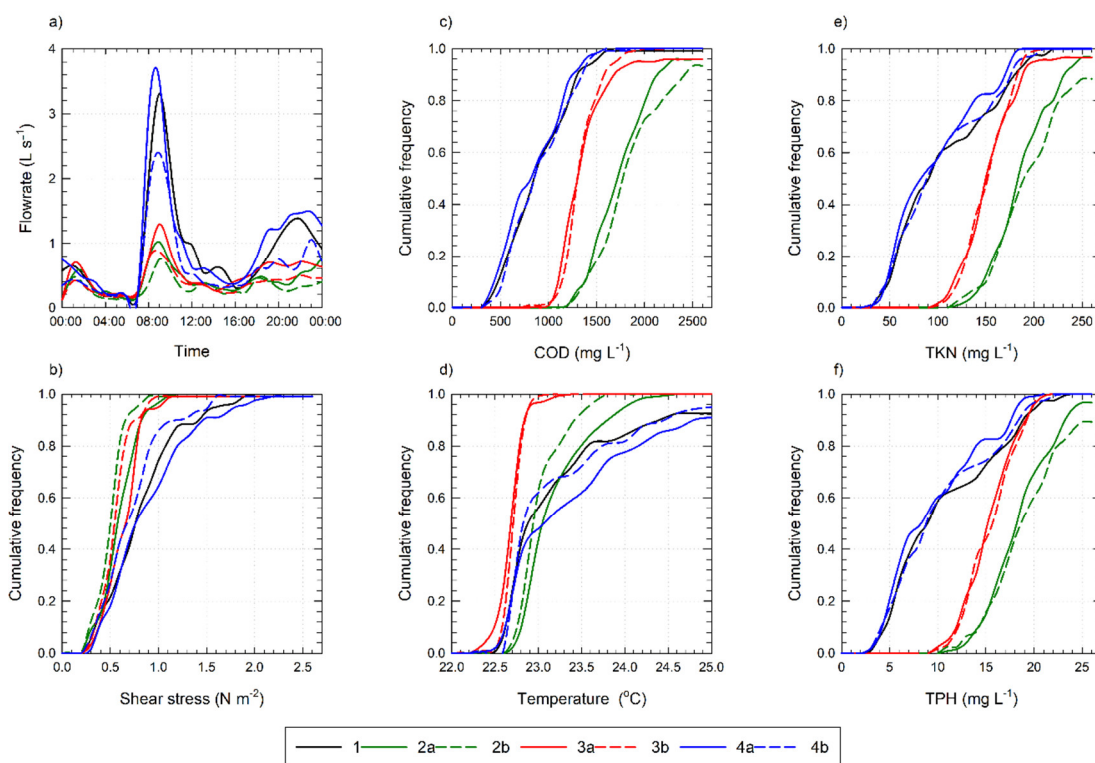 a)
4
3
2
1
0
Flowrate (L s⁻¹)
00:00 04:00 08:00 12:00 16:00 20:00 00:00
Time
c)
1.0
0.8
0.6
0.4
0.2
0.0
Cumulative frequency
0 500 1000 1500 2000 2500
COD (mg L⁻¹)
e)
1.0
0.8
0.6
0.4
0.2
0.0
Cumulative frequency
0 50 100 150 200 250
TKN (mg L⁻¹)
b)
1.0
0.8
0.6
0.4
0.2
0.0
Cumulative frequency
0.0 0.5 1.0 1.5 2.0 2.5
Shear stress (N m⁻²)
d)
1.0
0.8
0.6
0.4
0.2
0.0
Cumulative frequency
22.0 22.5 23.0 23.5 24.0 24.5 25.0
Temperature (°C)
f)
1.0
0.8
0.6
0.4
0.2
0.0
Cumulative frequency
0 5 10 15 20 25
TPH (mg L⁻¹)
1 2a 2b 3a 3b 4a 4b